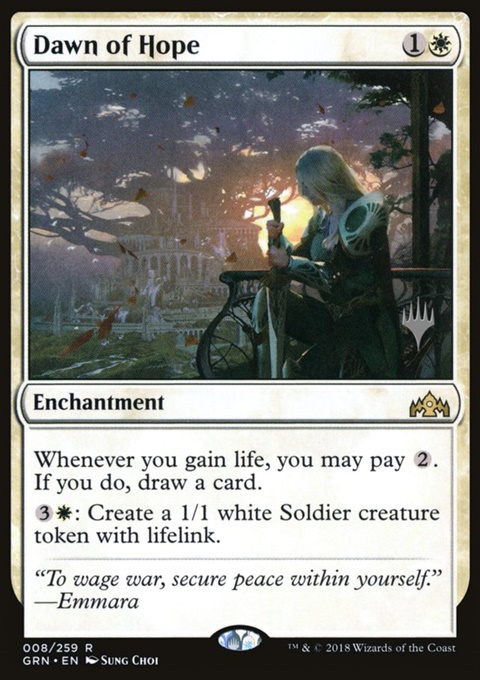 Dawn of Hope 1
Enchantment
Whenever you gain life, you may pay 2.
If you do, draw a card.
3: Create a 1/1 white Soldier creature
token with lifelink.
“To wage war, secure peace within yourself.”
—Emmara
008/259 R
GRN • EN Sung Choi
™ & © 2018 Wizards of the Coast